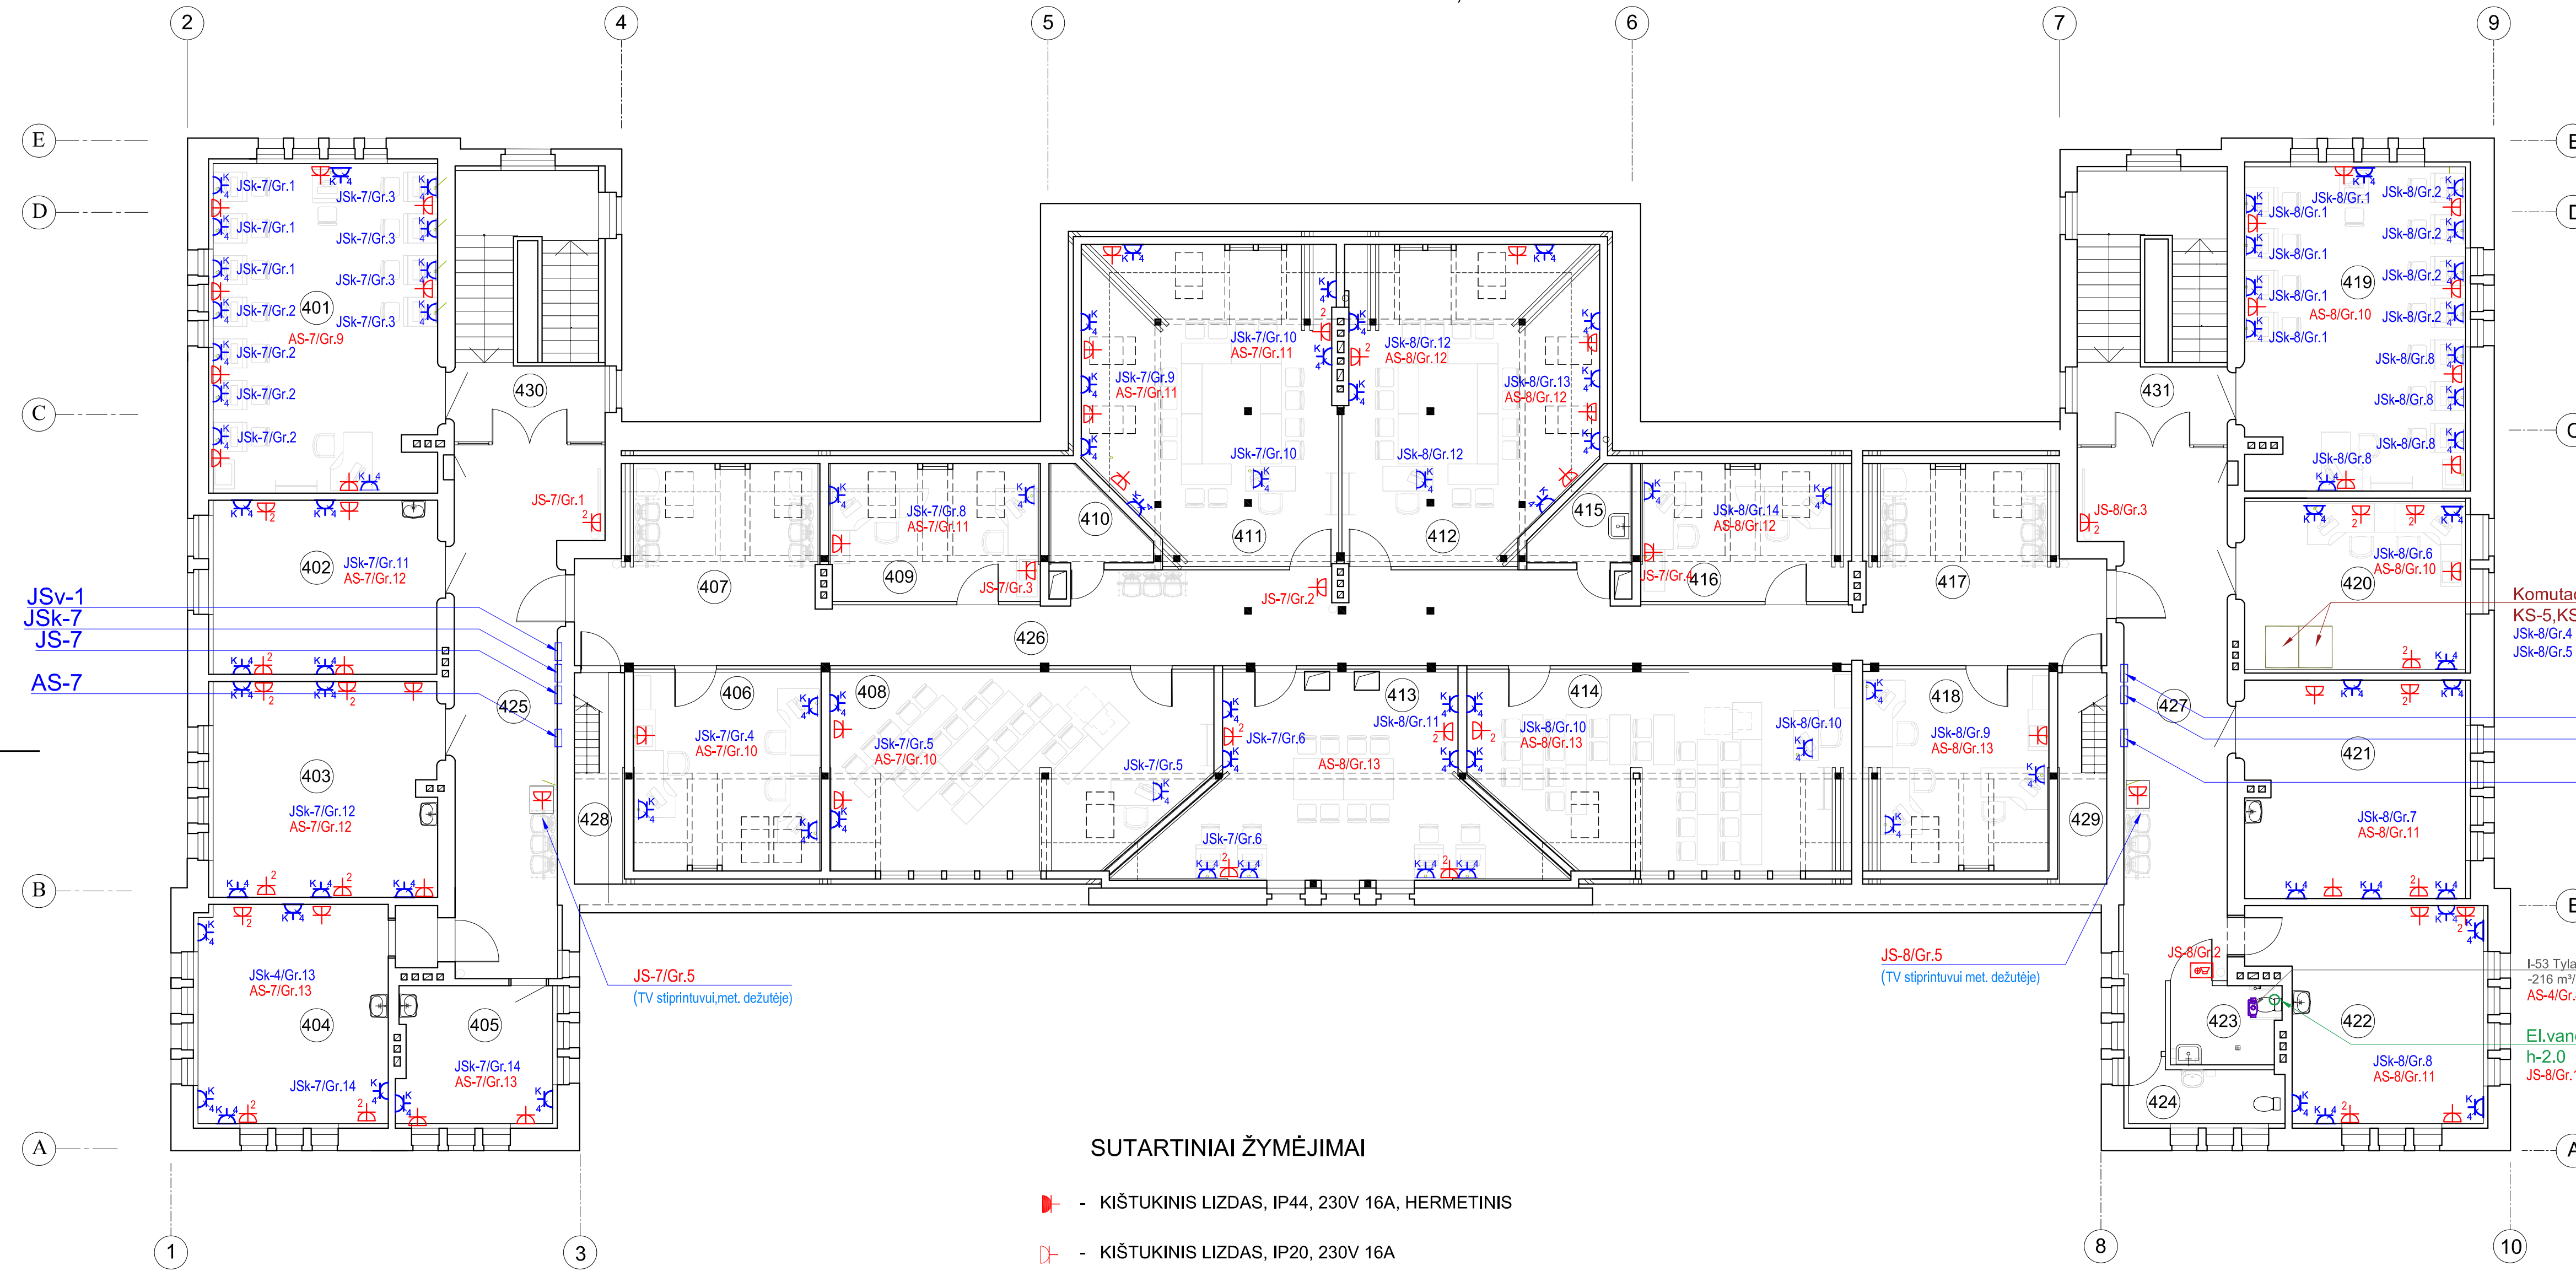 2
4
5
6
7
9
E
D
C
B
A
1
3
8
10
JSk-7/Gr.1
JSk-7/Gr.3
JSk-7/Gr.1
JSk-7/Gr.3
JSk-7/Gr.1
JSk-7/Gr.3
JSk-7/Gr.2
401
JSk-7/Gr.3
AS-7/Gr.9
JSk-7/Gr.2
JSk-7/Gr.2
JSk-7/Gr.2
430
JS-7/Gr.1
402
JSk-7/Gr.11
AS-7/Gr.12
JSv-1
JSk-7
JS-7
AS-7
425
403
JSk-7/Gr.12
AS-7/Gr.12
JSk-4/Gr.13
AS-7/Gr.13
404
JSk-7/Gr.14
405
JSk-7/Gr.14
AS-7/Gr.13
JS-7/Gr.5
(TV stiprintuvui,met. dežutėje)
428
407
JSk-7/Gr.8
AS-7/Gr.11
409
JS-7/Gr.3
410
JSk-7/Gr.10
AS-7/Gr.11
JSk-7/Gr.9
AS-7/Gr.11
JSk-7/Gr.10
411
JS-7/Gr.2
JSk-8/Gr.12
AS-8/Gr.12
JSk-8/Gr.13
AS-8/Gr.12
JSk-8/Gr.12
412
415
JSk-8/Gr.14
AS-8/Gr.12
JS-7/Gr.4
416
417
426
406
JSk-7/Gr.4
AS-7/Gr.10
408
JSk-7/Gr.5
AS-7/Gr.10
JSk-7/Gr.5
JSk-7/Gr.6
413
JSk-8/Gr.11
AS-8/Gr.13
JSk-7/Gr.6
414
JSk-8/Gr.10
AS-8/Gr.13
JSk-8/Gr.10
418
JSk-8/Gr.9
AS-8/Gr.13
429
431
JS-8/Gr.3
JSk-8/Gr.1
JSk-8/Gr.2
JSk-8/Gr.1
JSk-8/Gr.2
JSk-8/Gr.1
JSk-8/Gr.2
419
JSk-8/Gr.1
AS-8/Gr.10
JSk-8/Gr.2
JSk-8/Gr.1
JSk-8/Gr.8
JSk-8/Gr.8
JSk-8/Gr.8
JSk-8/Gr.8
JSk-8/Gr.6
AS-8/Gr.10
420
JSk-8/Gr.4
JSk-8/Gr.5
427
421
JSk-8/Gr.7
AS-8/Gr.11
JS-8/Gr.5
(TV stiprintuvui met. dežutėje)
JS-8/Gr.2
423
422
424
JSk-8/Gr.8
AS-8/Gr.11
h-2.0
SUTARTINIAI ŽYMĖJIMAI
- KIŠTUKINIS LIZDAS, IP44, 230V 16A, HERMETINIS
- KIŠTUKINIS LIZDAS, IP20, 230V 16A